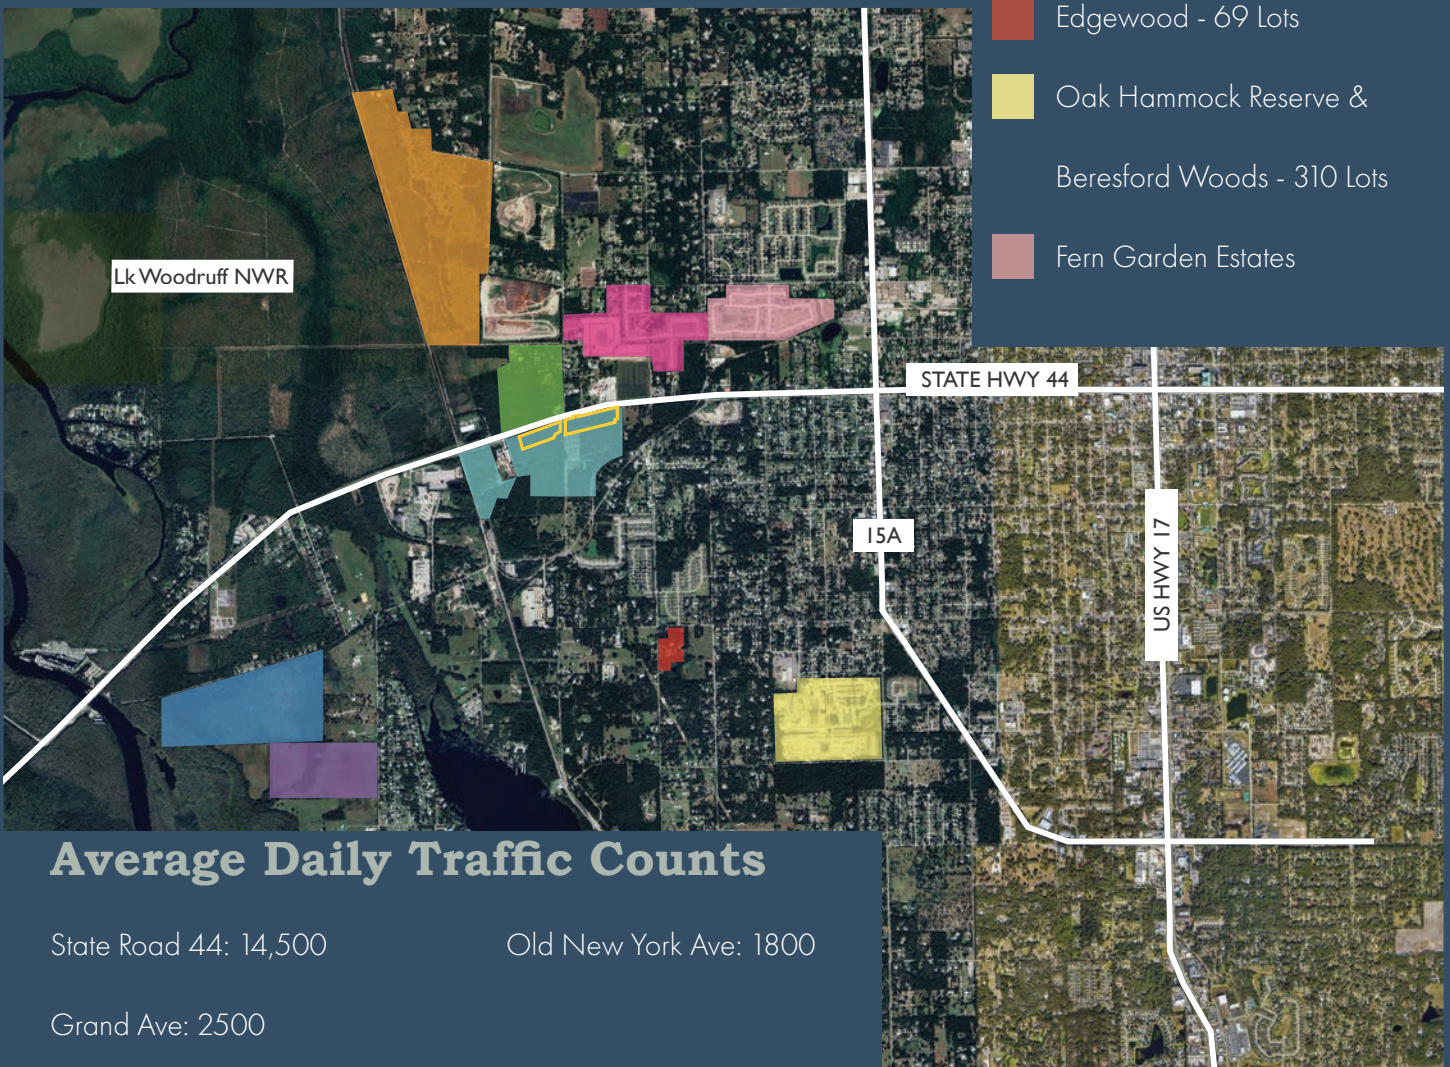 Edgewood - 69 Lots
Oak Hammock Reserve &
Beresford Woods - 310 Lots
Fern Garden Estates
Lk Woodruff NWR
STATE HWY 44
15A
US HWY 17
Average Daily Traffic Counts
State Road 44: 14,500
Old New York Ave: 1800
Grand Ave: 2500